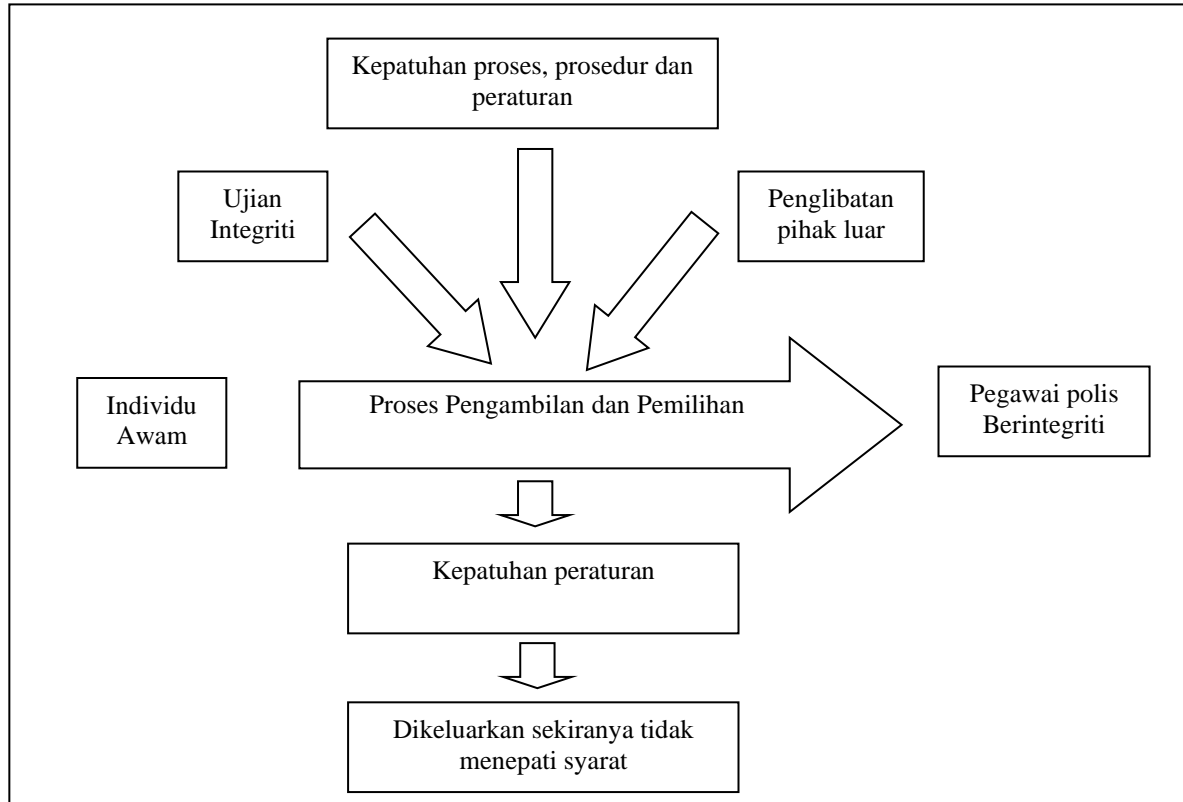 Kepatuhan proses, prosedur dan
peraturan
Ujian
Integriti
Penglibatan
pihak luar
Individu
Awam
Proses Pengambilan dan Pemilihan
Pegawai polis
Berintegriti
Kepatuhan peraturan
Dikeluarkan sekiranya tidak
menepati syarat